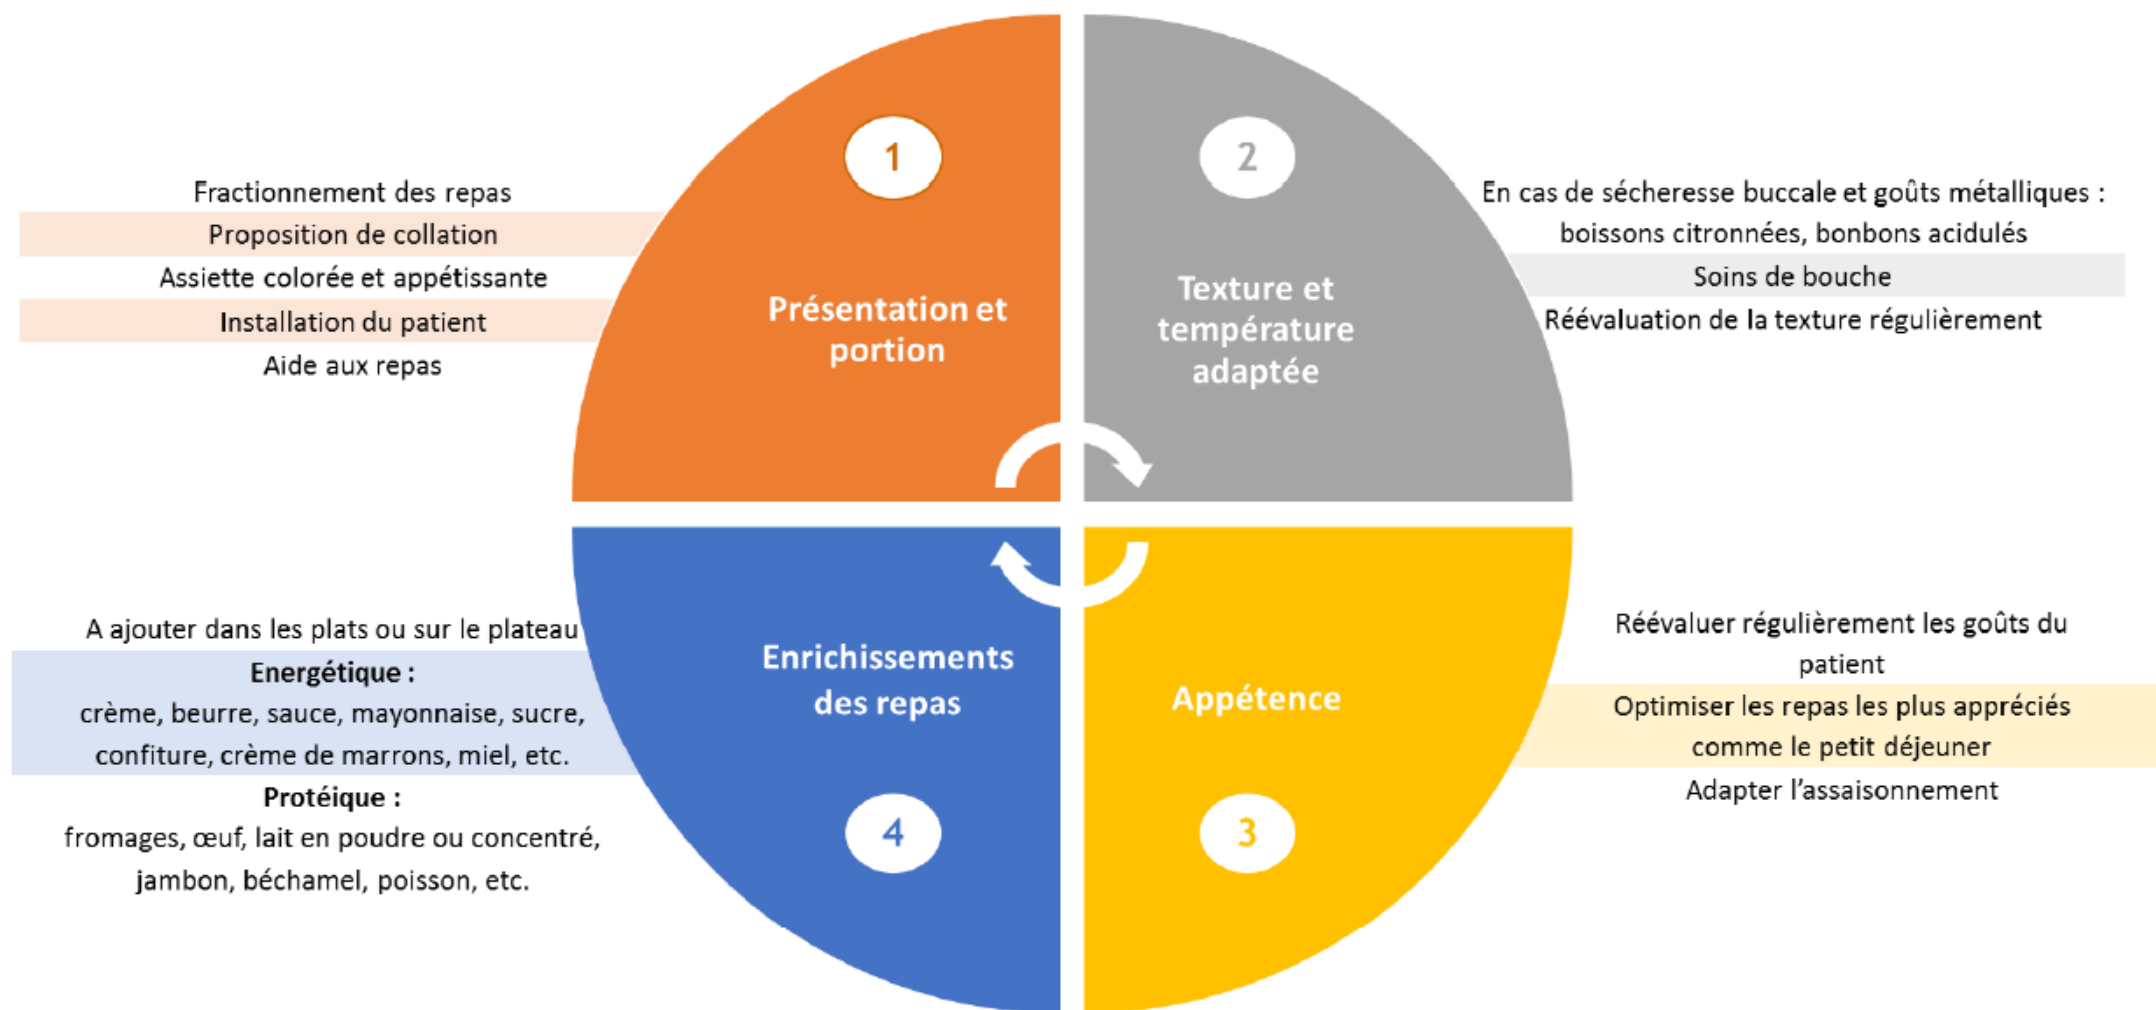 1
Présentation et
portion
Fractionnement des repas
Proposition de collation
Assiette colorée et appétissante
Installation du patient
Aide aux repas
2
Texture et
température
adaptée
En cas de sécheresse buccale et goûts métalliques :
boissons citronnées, bonbons acidulés
Soins de bouche
Réévaluation de la texture régulièrement
Appétence
3
Réévaluer régulièrement les goûts du
patient
Optimiser les repas les plus appréciés
comme le petit déjeuner
Adapter l'assaisonnement
Enrichissements
des repas
4
A ajouter dans les plats ou sur le plateau
Energétique :
crème, beurre, sauce, mayonnaise, sucre,
confiture, crème de marrons, miel, etc.
Protéique :
fromages, œuf, lait en poudre ou concentré,
jambon, béchamel, poisson, etc.